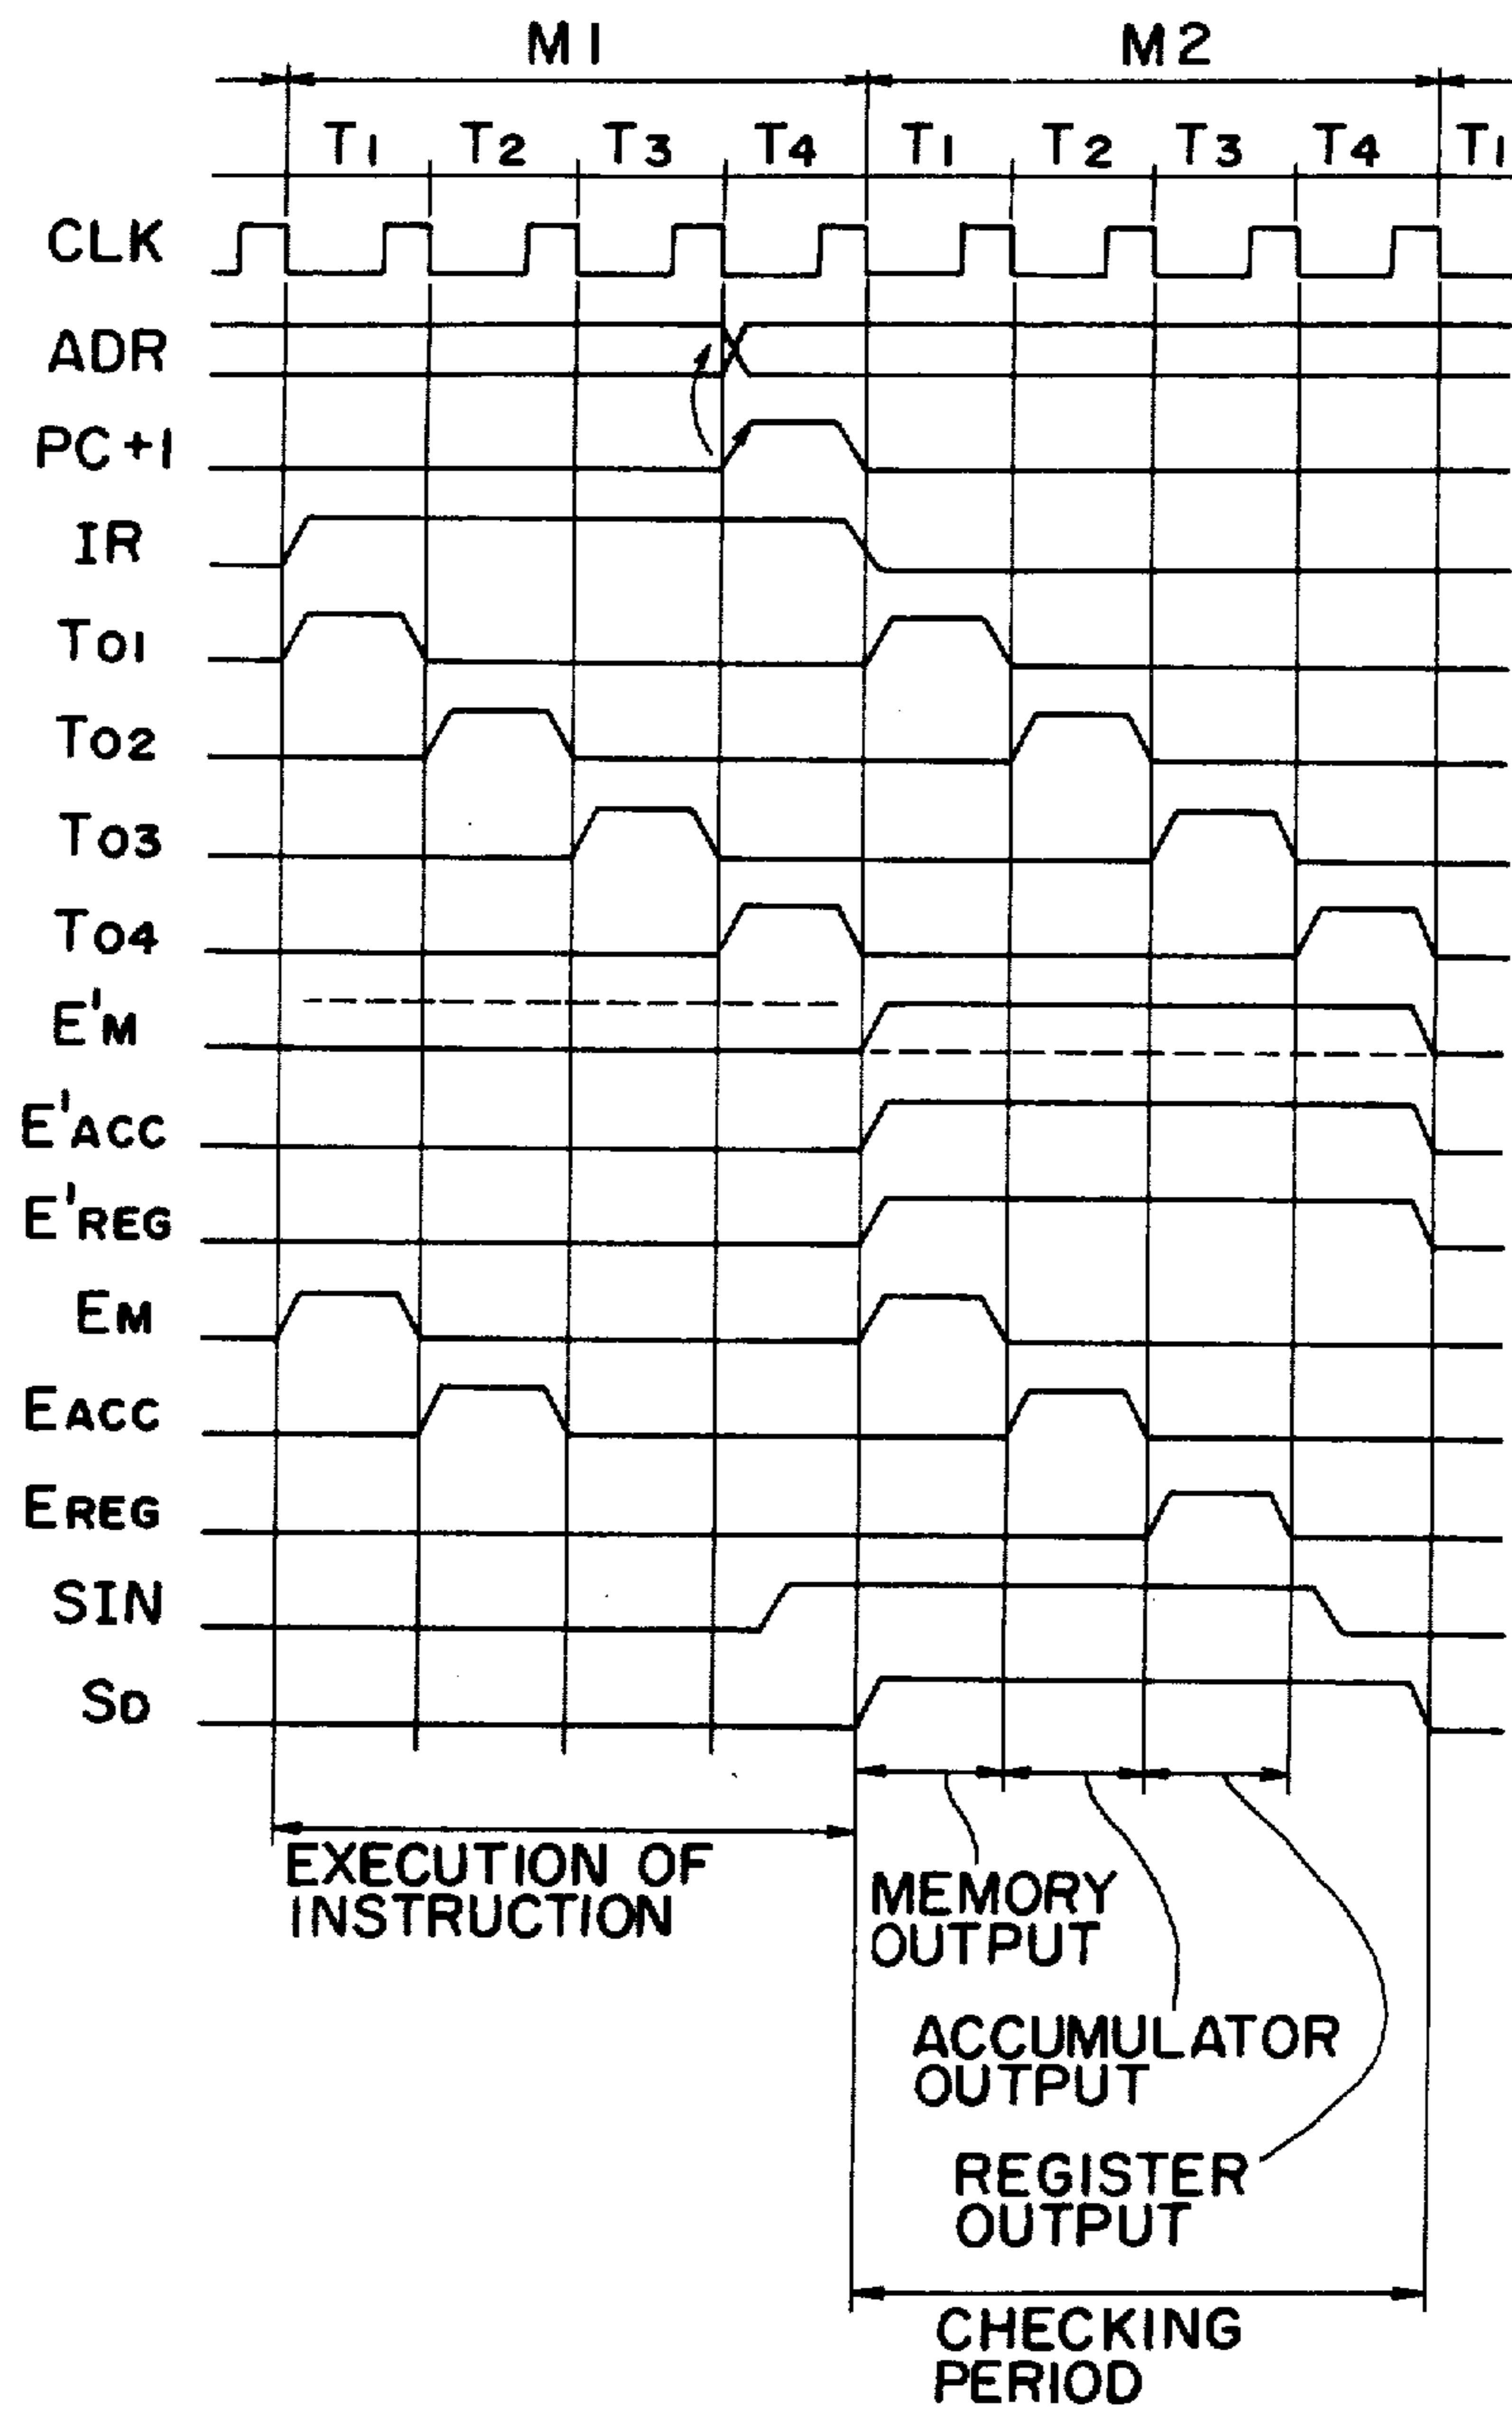 M1 M2
T1 T2 T3 T4 T1 T2 T3 T4 T1
CLK
ADR
PC+1
IR
T01
T02
T03
T04
E'M
E'ACC
E'REG
EM
EACC
EREG
SIN
SD
EXECUTION OF
INSTRUCTION
MEMORY
OUTPUT
ACCUMULATOR
OUTPUT
REGISTER
OUTPUT
CHECKING
PERIOD